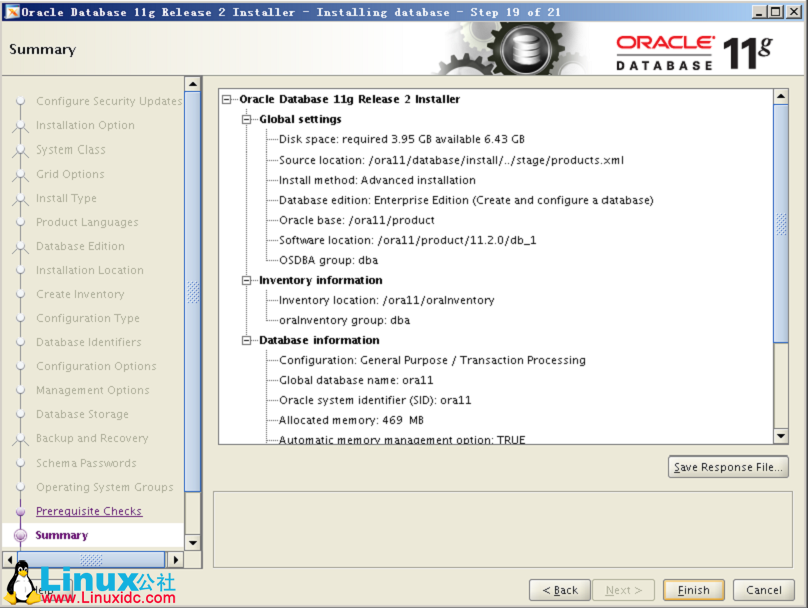 Oracle Database 11g Release 2 Installer - Installing database - Step 19 of 21
Summary
ORACLE
DATABASE 11g
Configure Security Updates
Installation Option
System Class
Grid Options
Install Type
Product Languages
Database Edition
Installation Location
Create Inventory
Configuration Type
Database Identifiers
Configuration Options
Management Options
Database Storage
Backup and Recovery
Schema Passwords
Operating System Groups
Prerequisite Checks
Summary
Oracle Database 11g Release 2 Installer
Global settings
Disk space: required 3.95 GB available 6.43 GB
Source location: /ora11/database/install/../stage/products.xml
Install method: Advanced installation
Database edition: Enterprise Edition (Create and configure a database)
Oracle base: /ora11/product
Software location: /ora11/product/11.2.0/db_1
OSDBA group: dba
Inventory information
Inventory location: /ora11/oraInventory
oraInventory group: dba
Database information
Configuration: General Purpose / Transaction Processing
Global database name: ora11
Oracle system identifier (SID): ora11
Allocated memory: 469 MB
Automatic memory management option: TRUE
Save Response File...
Linux公社
www.Linuxidc.com
< Back
Next >
Finish
Cancel